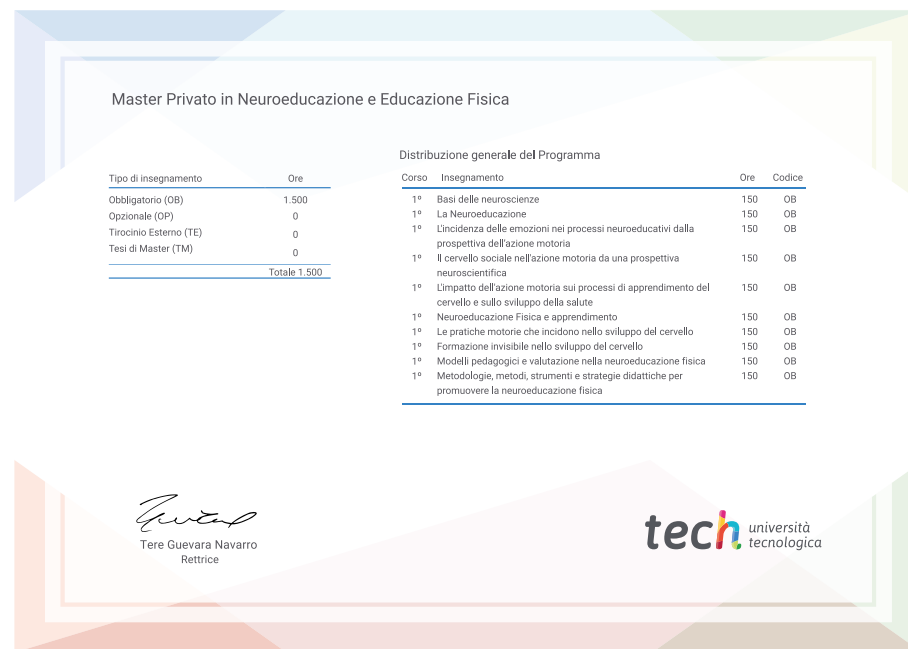 Master Privato in Neuroeducazione e Educazione Fisica
Tipo di insegnamento Ore
Obbligatorio (OB) 1.500
Opzionale (OP) 0
Tirocinio Esterno (TE) 0
Tesi di Master (TM) 0
Totale 1.500
Distribuzione generale del Programma
Corso Insegnamento Ore Codice
1º Basi delle neuroscienze 150 OB
1º La Neuroeducazione 150 OB
1º L'incidenza delle emozioni nei processi neuroeducativi dalla 150 OB
prospettiva dell'azione motoria
1º Il cervello sociale nell'azione motoria da una prospettiva 150 OB
neuroscientifica
1º L'impatto dell'azione motoria sui processi di apprendimento del 150 OB
cervello e sullo sviluppo della salute
1º Neuroeducazione Fisica e apprendimento 150 OB
1º Le pratiche motorie che incidono nello sviluppo del cervello 150 OB
1º Formazione invisibile nello sviluppo del cervello 150 OB
1º Modelli pedagogici e valutazione nella neuroeducazione fisica 150 OB
1º Metodologie, metodi, strumenti e strategie didattiche per 150 OB
promuovere la neuroeducazione fisica
Tere Guevara Navarro
Rettrice
tech università
tecnologica